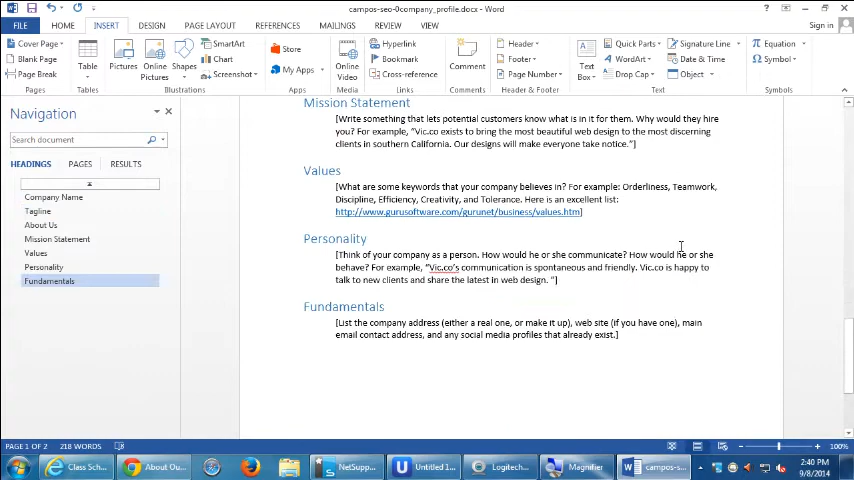 campos-seo-0company_profile.docx - Word
FILE HOME INSERT DESIGN PAGE LAYOUT REFERENCES MAILINGS REVIEW VIEW Sign in
Cover Page
Blank Page
Page Break
Pages
Table
Tables
Pictures
Online Pictures
Shapes
SmartArt
Chart
Screenshot
Illustrations
Store
My Apps
Apps
Online Video
Media
Hyperlink
Bookmark
Cross-reference
Links
Comment
Comments
Header
Footer
Page Number
Header & Footer
Text Box
Quick Parts
WordArt
Drop Cap
Signature Line
Date & Time
Object
Text
Equation
Symbol
Symbols
Navigation
Search document
HEADINGS PAGES RESULTS
Company Name
Tagline
About Us
Mission Statement
Values
Personality
Fundamentals
Mission Statement
[Write something that lets potential customers know what is in it for them. Why would they hire
you? For example, "Vic.co exists to bring the most beautiful web design to the most discerning
clients in southern California. Our designs will make everyone take notice."]
Values
[What are some keywords that your company believes in? For example: Orderliness, Teamwork,
Discipline, Efficiency, Creativity, and Tolerance. Here is an excellent list:
http://www.gurusoftware.com/gurunet/business/values.htm]
Personality
[Think of your company as a person. How would he or she communicate? How would he or she
behave? For example, “Vic.co’s communication is spontaneous and friendly. Vic.co is happy to
talk to new clients and share the latest in web design. ”]
Fundamentals
[List the company address (either a real one, or make it up), web site (if you have one), main
email contact address, and any social media profiles that already exist.]
PAGE 1 OF 2 218 WORDS 100%
Class Sch... About Ou... NetSupp... Untitled 1... Logitech... Magnifier campos-se... 2:40 PM
9/8/2014